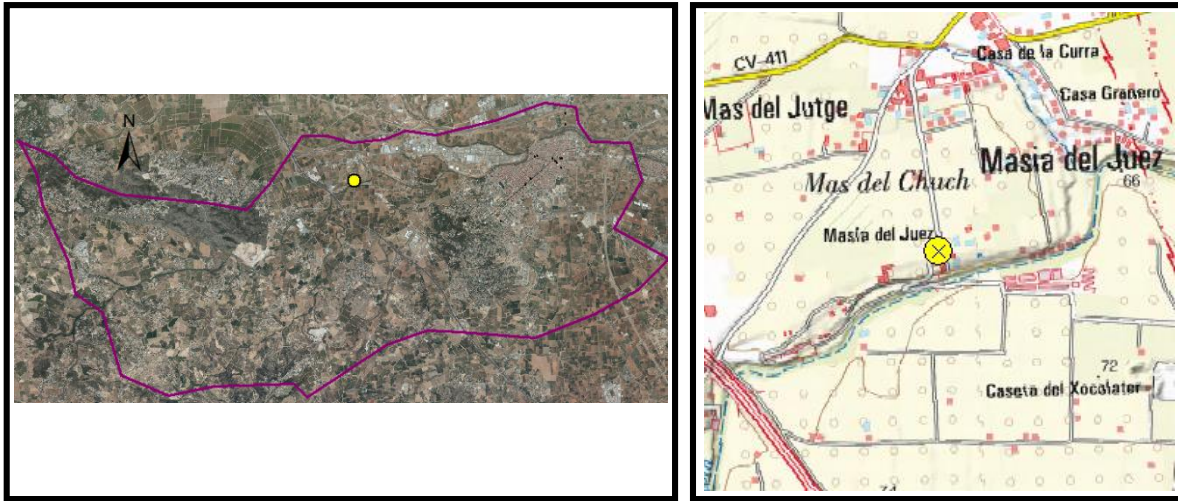 N
CV-411
Casa de la Curra
Casa Granero
Mas del Jutge
Masia del Juez
66
Mas del Chuch
Masia del Juez
72
Caseta del Xocolater